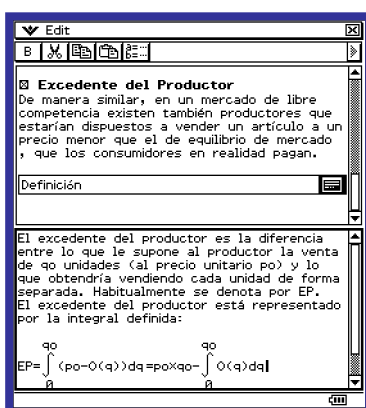 Edit
B
Excedente del Productor
De manera similar, en un mercado de libre
competencia existen también productores que
estarían dispuestos a vender un artículo a un
precio menor que el de equilibrio de mercado
, que los consumidores en realidad pagan.
Definición
El excedente del productor es la diferencia
entre lo que le supone al productor la venta
de qo unidades (al precio unitario po) y lo
que obtendría vendiendo cada unidad de forma
separada. Habitualmente se denota por EP.
El excedente del productor está representado
por la integral definida:
qo qo
EP=∫(po-O(q))dq=po×qo-∫O(q)dq
0 0